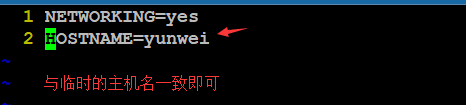 1 NETWORKING=yes
2 HOSTNAME=yunwei
~
~ 与临时的主机名一致即可
~